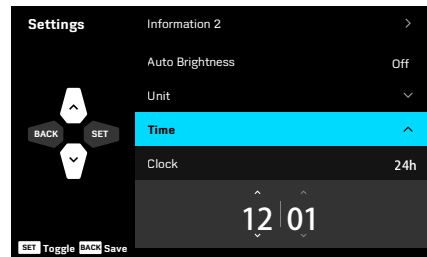 Settings
Information 2
Auto Brightness Off
Unit
BACK SET
Time
Clock 24h
12 01
SET Toggle BACK Save